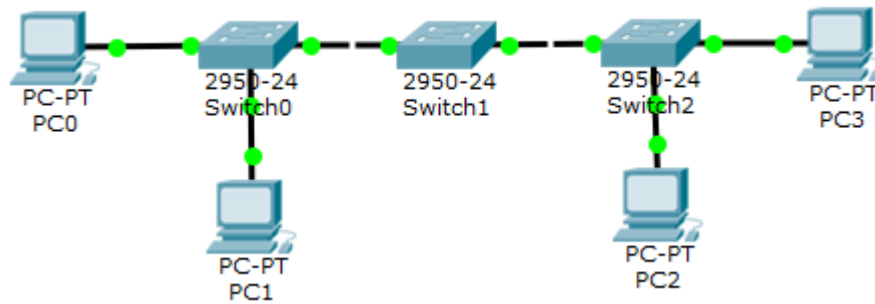 PC-PT
PC0
2950-24
Switch0
2950-24
Switch1
2950-24
Switch2
PC-PT
PC3
PC-PT
PC1
PC-PT
PC2